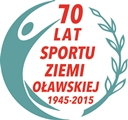 70
LAT
SPORTU
ZIEMI
OŁAWSKIEJ
1945-2015